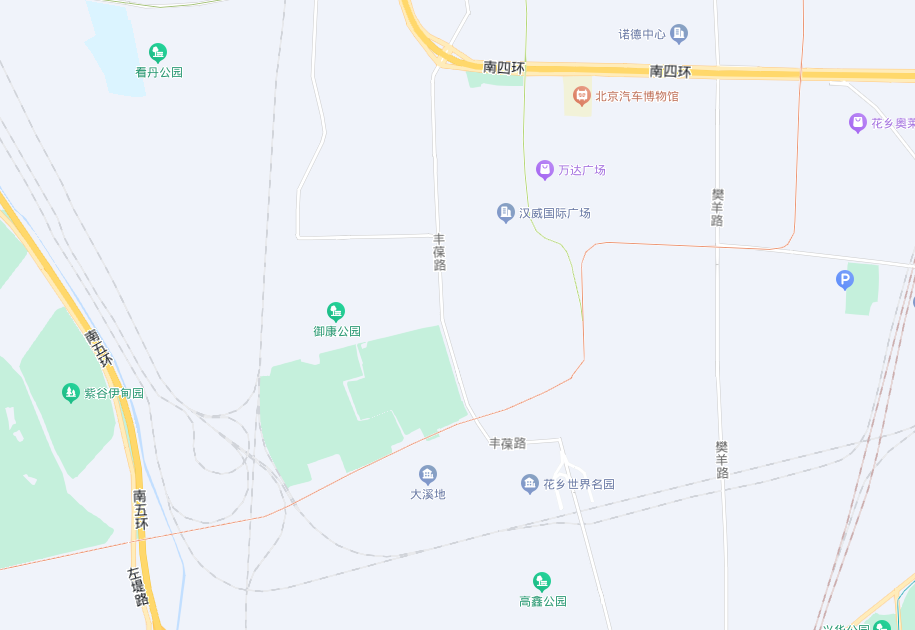 诺德中心
看丹公园
南四环
南四环
北京汽车博物馆
花乡奥莱
万达广场
樊羊路
汉威国际广场
丰葆路
P
御康公园
南五环
紫谷伊甸园
丰葆路
樊羊路
大溪地
花乡世界名园
南五环
左堤路
高鑫公园